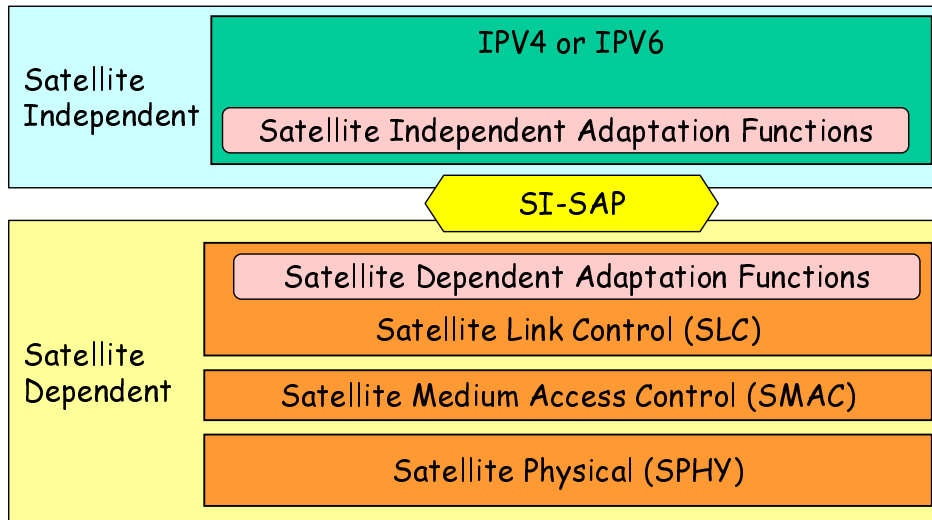 IPV4 or IPV6
Satellite
Independent
Satellite Independent Adaptation Functions
SI-SAP
Satellite Dependent Adaptation Functions
Satellite Link Control (SLC)
Satellite
Dependent
Satellite Medium Access Control (SMAC)
Satellite Physical (SPHY)